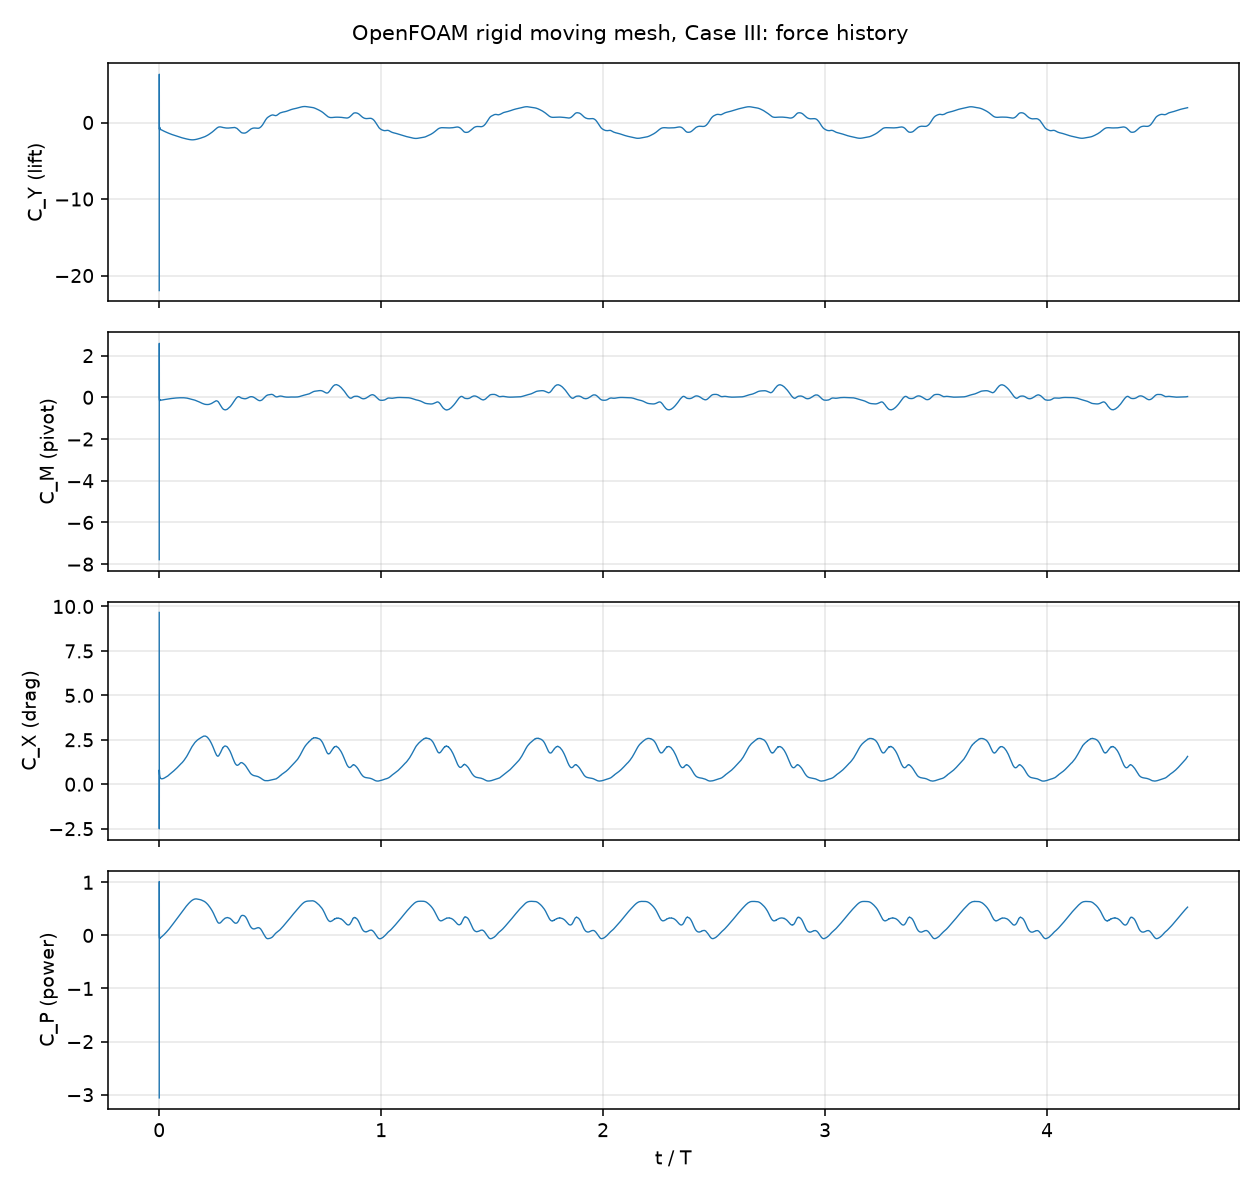 OpenFOAM rigid moving mesh, Case III: force history
0
−10
−20
C_Y (lift)
2
0
−2
−4
−6
−8
C_M (pivot)
10.0
7.5
5.0
2.5
0.0
−2.5
C_X (drag)
1
0
−1
−2
−3
C_P (power)
0 1 2 3 4
t / T